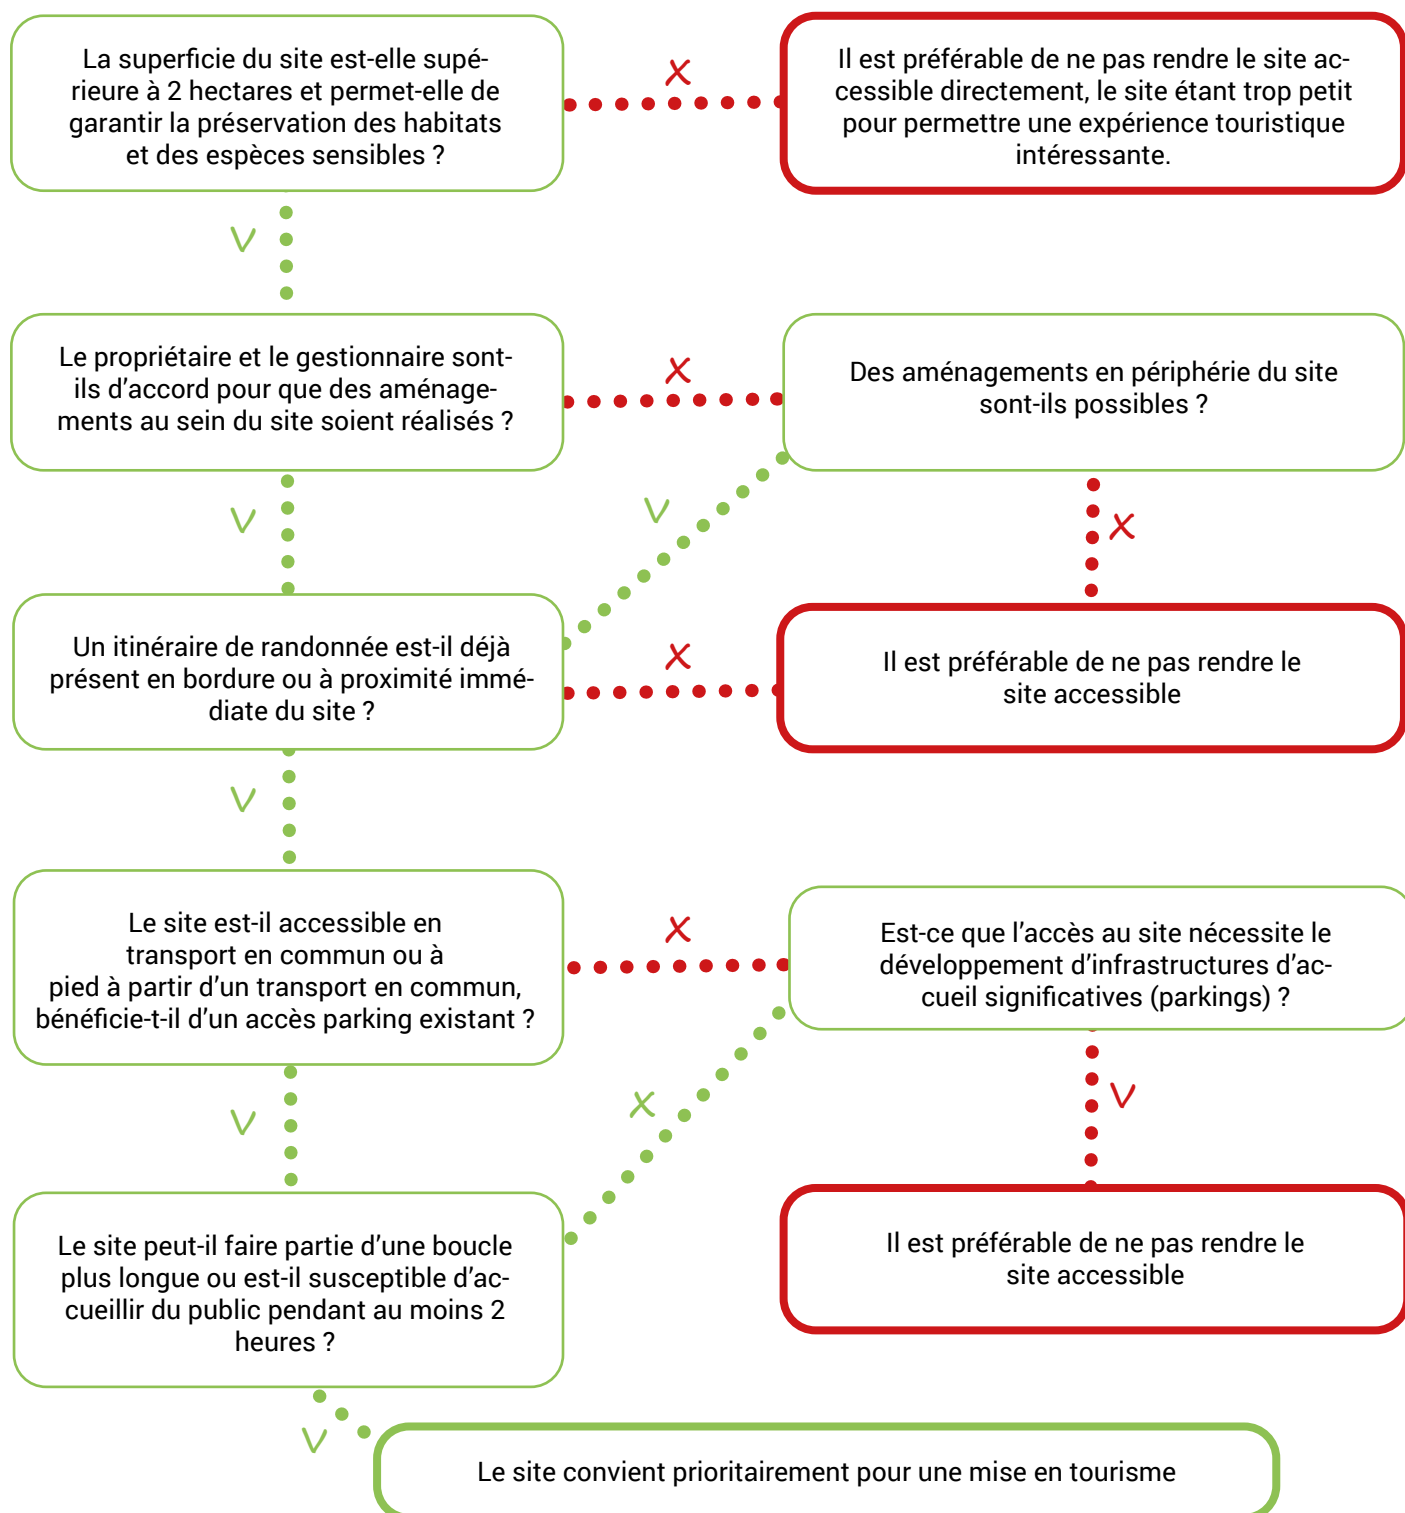 La superficie du site est-elle supé-
rieure à 2 hectares et permet-elle de
garantir la préservation des habitats
et des espèces sensibles ?
Il est préférable de ne pas rendre le site ac-
cessible directement, le site étant trop petit
pour permettre une expérience touristique
intéressante.
Le propriétaire et le gestionnaire sont-
ils d’accord pour que des aménage-
ments au sein du site soient réalisés ?
Des aménagements en périphérie du site
sont-ils possibles ?
Un itinéraire de randonnée est-il déjà
présent en bordure ou à proximité immé-
diate du site ?
Il est préférable de ne pas rendre le
site accessible
Le site est-il accessible en
transport en commun ou à
pied à partir d’un transport en commun,
bénéficie-t-il d’un accès parking existant ?
Est-ce que l’accès au site nécessite le
développement d’infrastructures d’ac-
cueil significatives (parkings) ?
Le site peut-il faire partie d’une boucle
plus longue ou est-il susceptible d’ac-
cueillir du public pendant au moins 2
heures ?
Il est préférable de ne pas rendre le
site accessible
Le site convient prioritairement pour une mise en tourisme